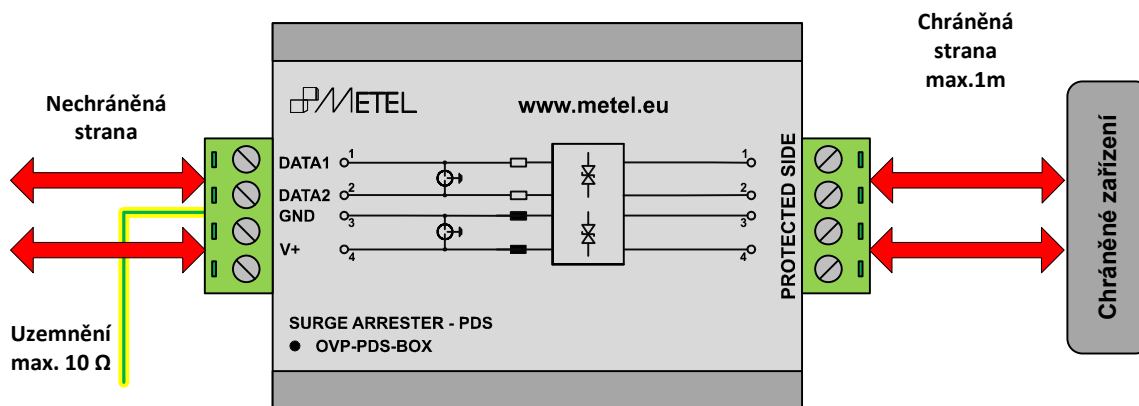 Nechráněná
strana
Uzemnění
max. 10 Ω
METEL
www.metel.eu
DATA1
1
DATA2
2
GND
3
V+
4
1
2
3
4
PROTECTED SIDE
SURGE ARRESTER - PDS
● OVP-PDS-BOX
Chráněná
strana
max.1m
Chráněné zařízení